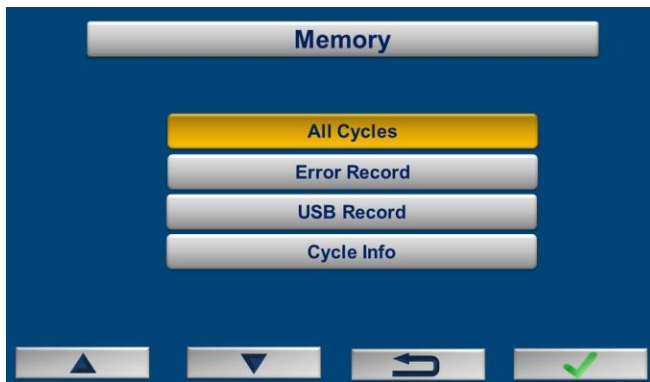 Memory
All Cycles
Error Record
USB Record
Cycle Info